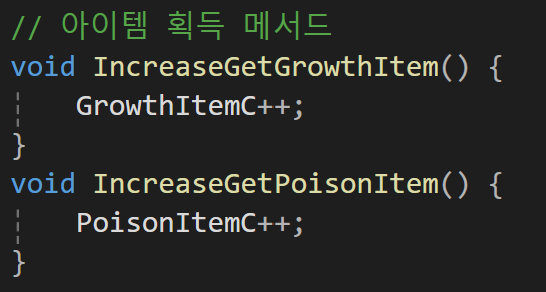 // 아이템 획득 메서드
void IncreaseGetGrowthItem() {
    GrowthItemC++;
}
void IncreaseGetPoisonItem() {
    PoisonItemC++;
}